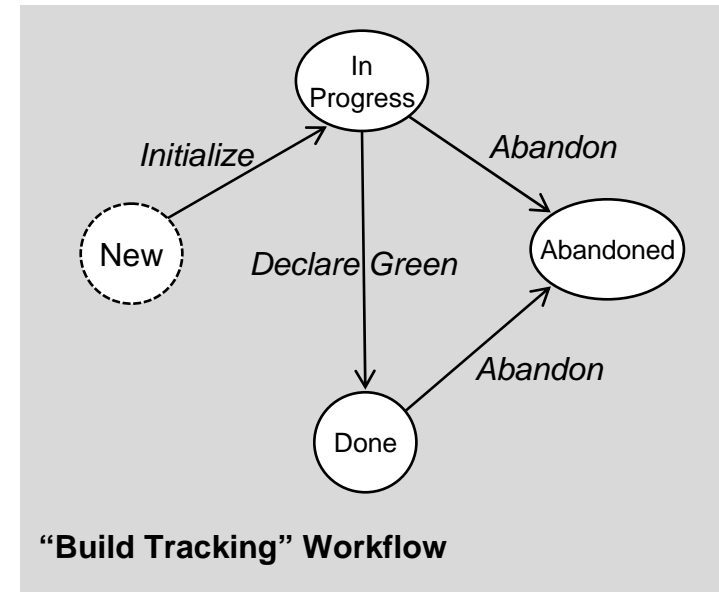 In
Progress
Initialize
Abandon
New
Declare Green
Abandoned
Abandon
Done
“Build Tracking” Workflow